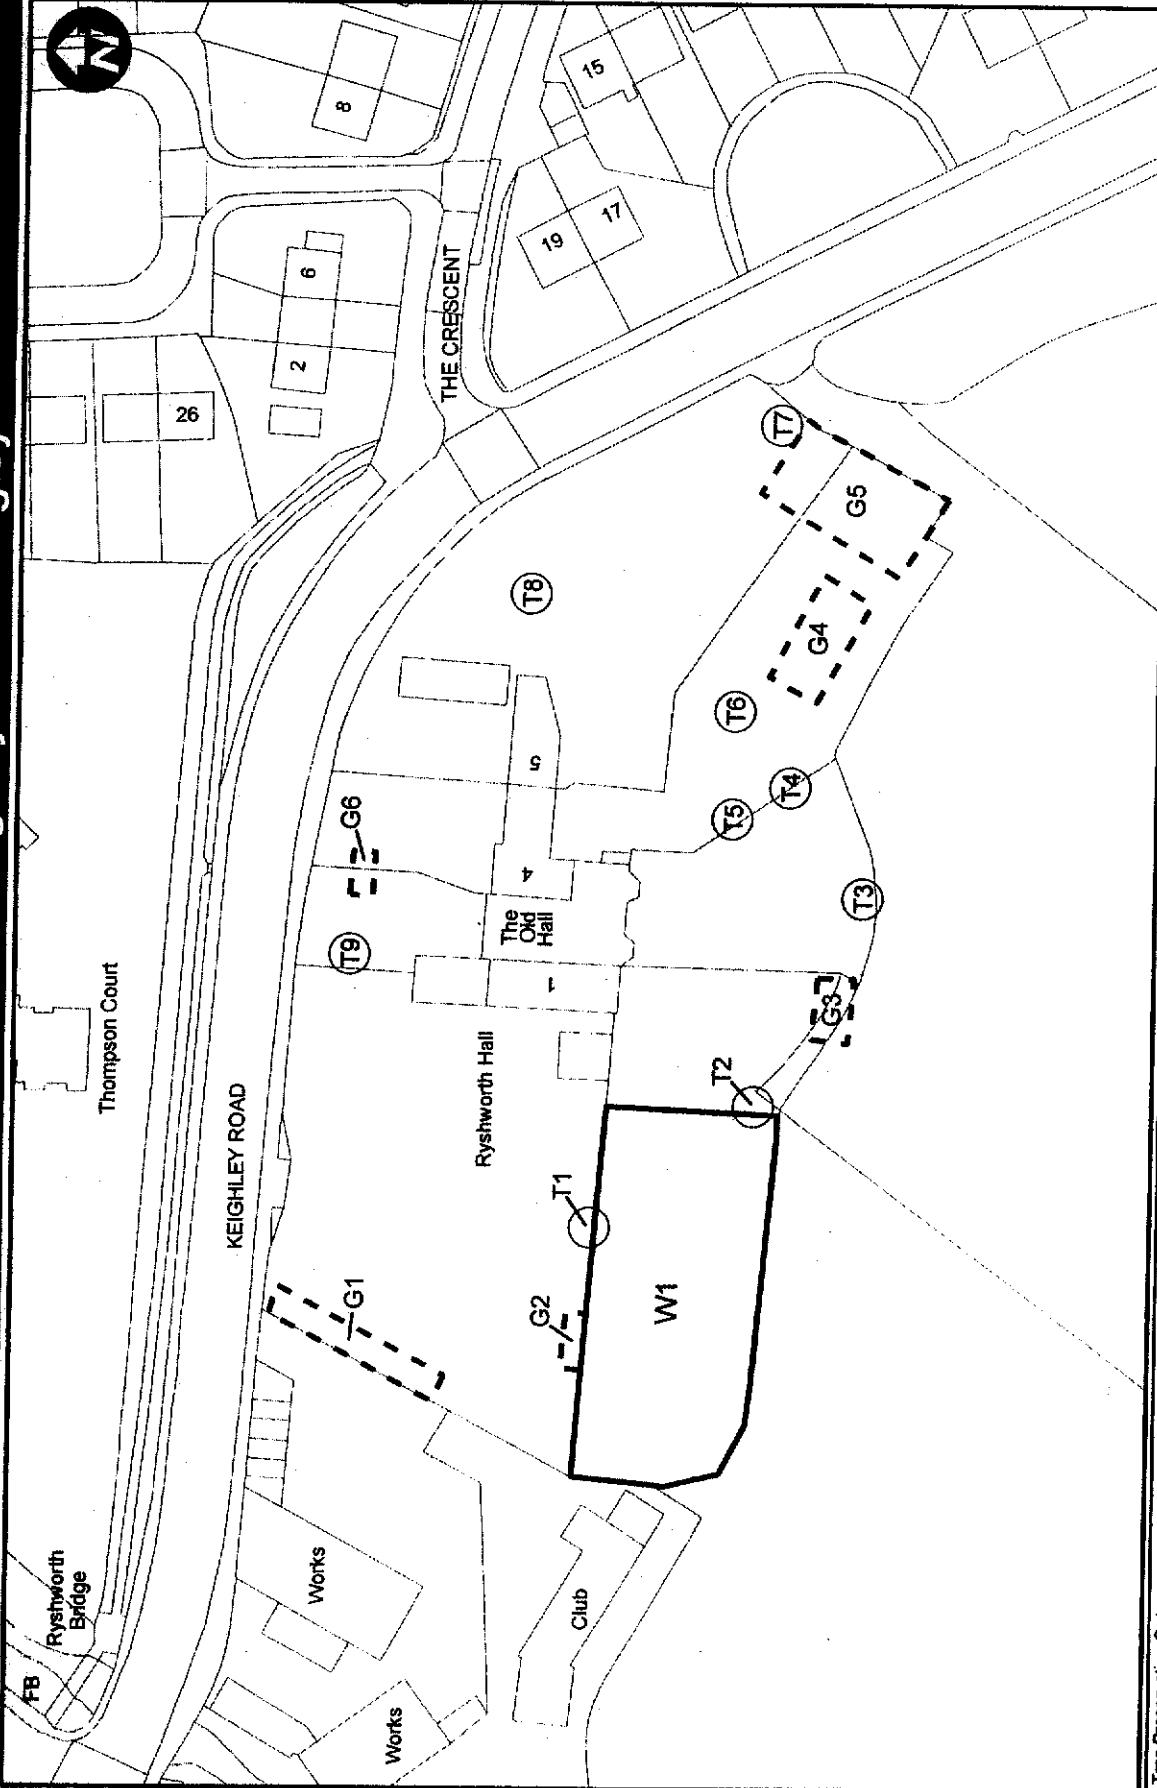 N
FB
Ryshworth
Bridge
Works
Works
Club
Thompson Court
KEIGHLEY ROAD
THE CRESCENT
26
2
6
8
15
17
19
Ryshworth Hall
The
Old
Hall
1
4
5
G1
G2
G3
G4
G5
G6
T1
T2
T3
T4
T5
T6
T7
T8
T9
W1